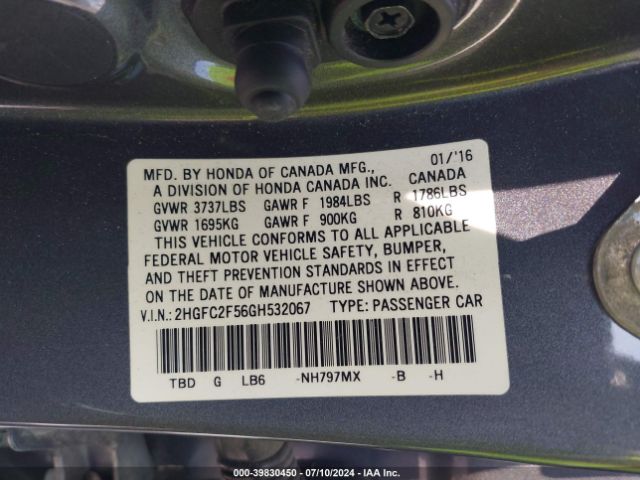 MFD. BY HONDA OF CANADA MFG., 01/'16
A DIVISION OF HONDA CANADA INC. CANADA
GVWR 3737LBS GAWR F 1984LBS R 1786LBS
GVWR 1695KG GAWR F 900KG R 810KG
THIS VEHICLE CONFORMS TO ALL APPLICABLE
FEDERAL MOTOR VEHICLE SAFETY, BUMPER,
AND THEFT PREVENTION STANDARDS IN EFFECT
ON THE DATE OF MANUFACTURE SHOWN ABOVE.
V.I.N.: 2HGFC2F56GH532067 TYPE: PASSENGER CAR
TBD G LB6 -NH797MX -B -H
000-39830450 - 07/10/2024 - IAA Inc.